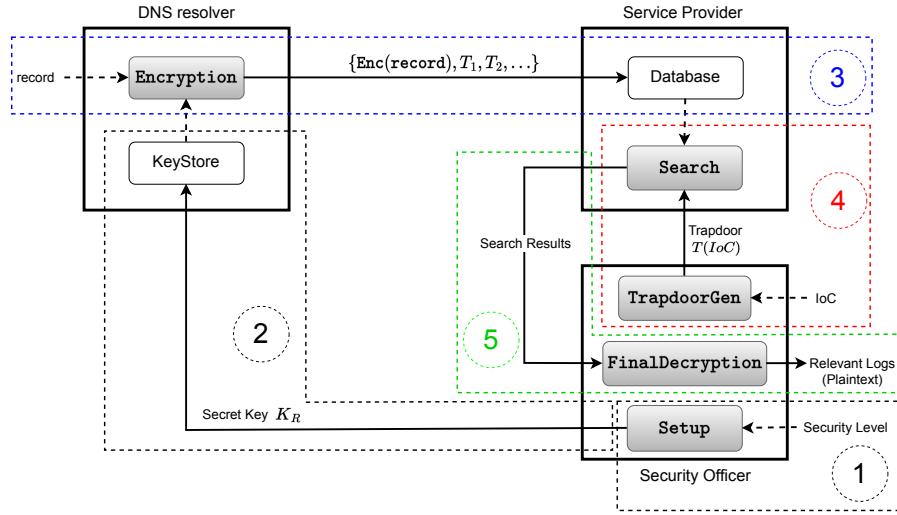 DNS resolver
Service Provider
record
Encryption
{Enc(record), T₁, T₂, ...}
Database
3
KeyStore
Search
4
Search Results
Trapdoor
T(IoC)
TrapdoorGen
IoC
2
5
FinalDecryption
Relevant Logs
(Plaintext)
Secret Key K_R
Setup
Security Level
1
Security Officer